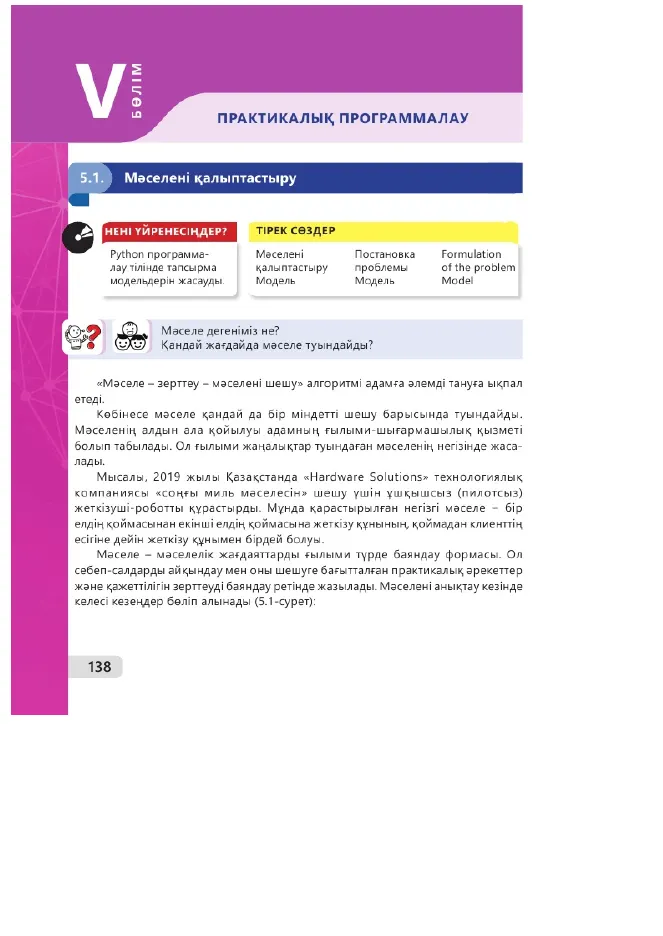 V
БӨЛІМ
ПРАКТИКАЛЫҚ ПРОГРАММАЛАУ
5.1. Мәселені қалыптастыру
НЕНІ ҮЙРЕНЕСІҢДЕР?
Python программа-
лау тілінде тапсырма
модельдерін жасауды.
ТІРЕК СӨЗДЕР
Мәселені
қалыптастыру
Модель
Постановка
проблемы
Модель
Formulation
of the problem
Model
Мәселе дегеніміз не?
Қандай жағдайда мәселе туындайды?
«Мәселе – зерттеу – мәселені шешу» алгоритмі адамға әлемді тануға ықпал
етеді.
Көбінесе мәселе қандай да бір міндетті шешу барысында туындайды.
Мәселенің алдын ала қойылуы адамның ғылыми-шығармашылық қызметі
болып табылады. Ол ғылыми жаңалықтар туындаған мәселенің негізінде жаса-
лады.
Мысалы, 2019 жылы Қазақстанда «Hardware Solutions» технологиялық
компаниясы «соңғы миль мәселесін» шешу үшін ұшқышсыз (пилотсыз)
жеткізуші-роботты құрастырды. Мұнда қарастырылған негізгі мәселе – бір
елдің қоймасынан екінші елдің қоймасына жеткізу құнының, қоймадан клиенттің
есігіне дейін жеткізу құнымен бірдей болуы.
Мәселе – мәселелік жағдаяттарды ғылыми түрде баяндау формасы. Ол
себеп-салдарды айқындау мен оны шешуге бағытталған практикалық әрекеттер
және қажеттілігін зерттеуді баяндау ретінде жазылады. Мәселені анықтау кезінде
келесі кезеңдер бөліп алынады (5.1-сурет):
138